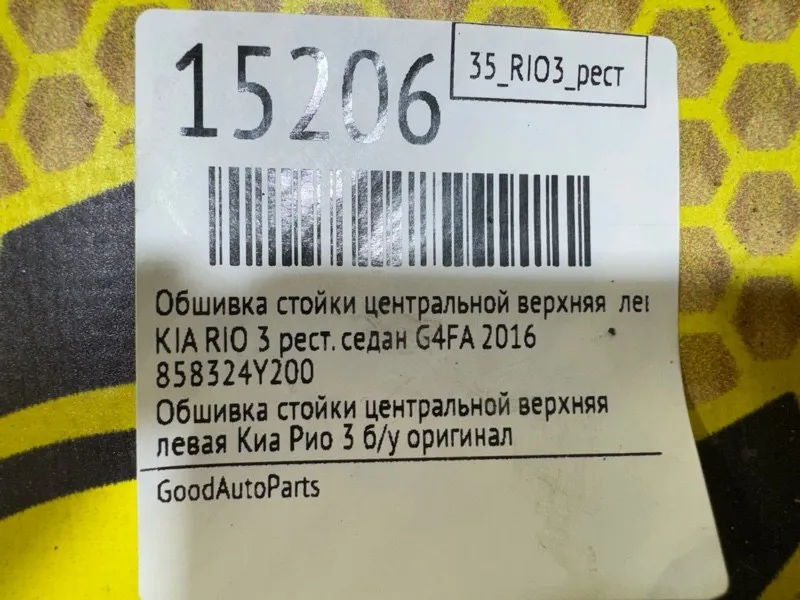 15206
35_RIO3_рест
Обшивка стойки центральной верхняя
KIA RIO 3 рест. седан G4FA 2016
858324Y200
Обшивка стойки центральной верхняя
левая Киа Рио 3 б/у оригинал
GoodAutoParts